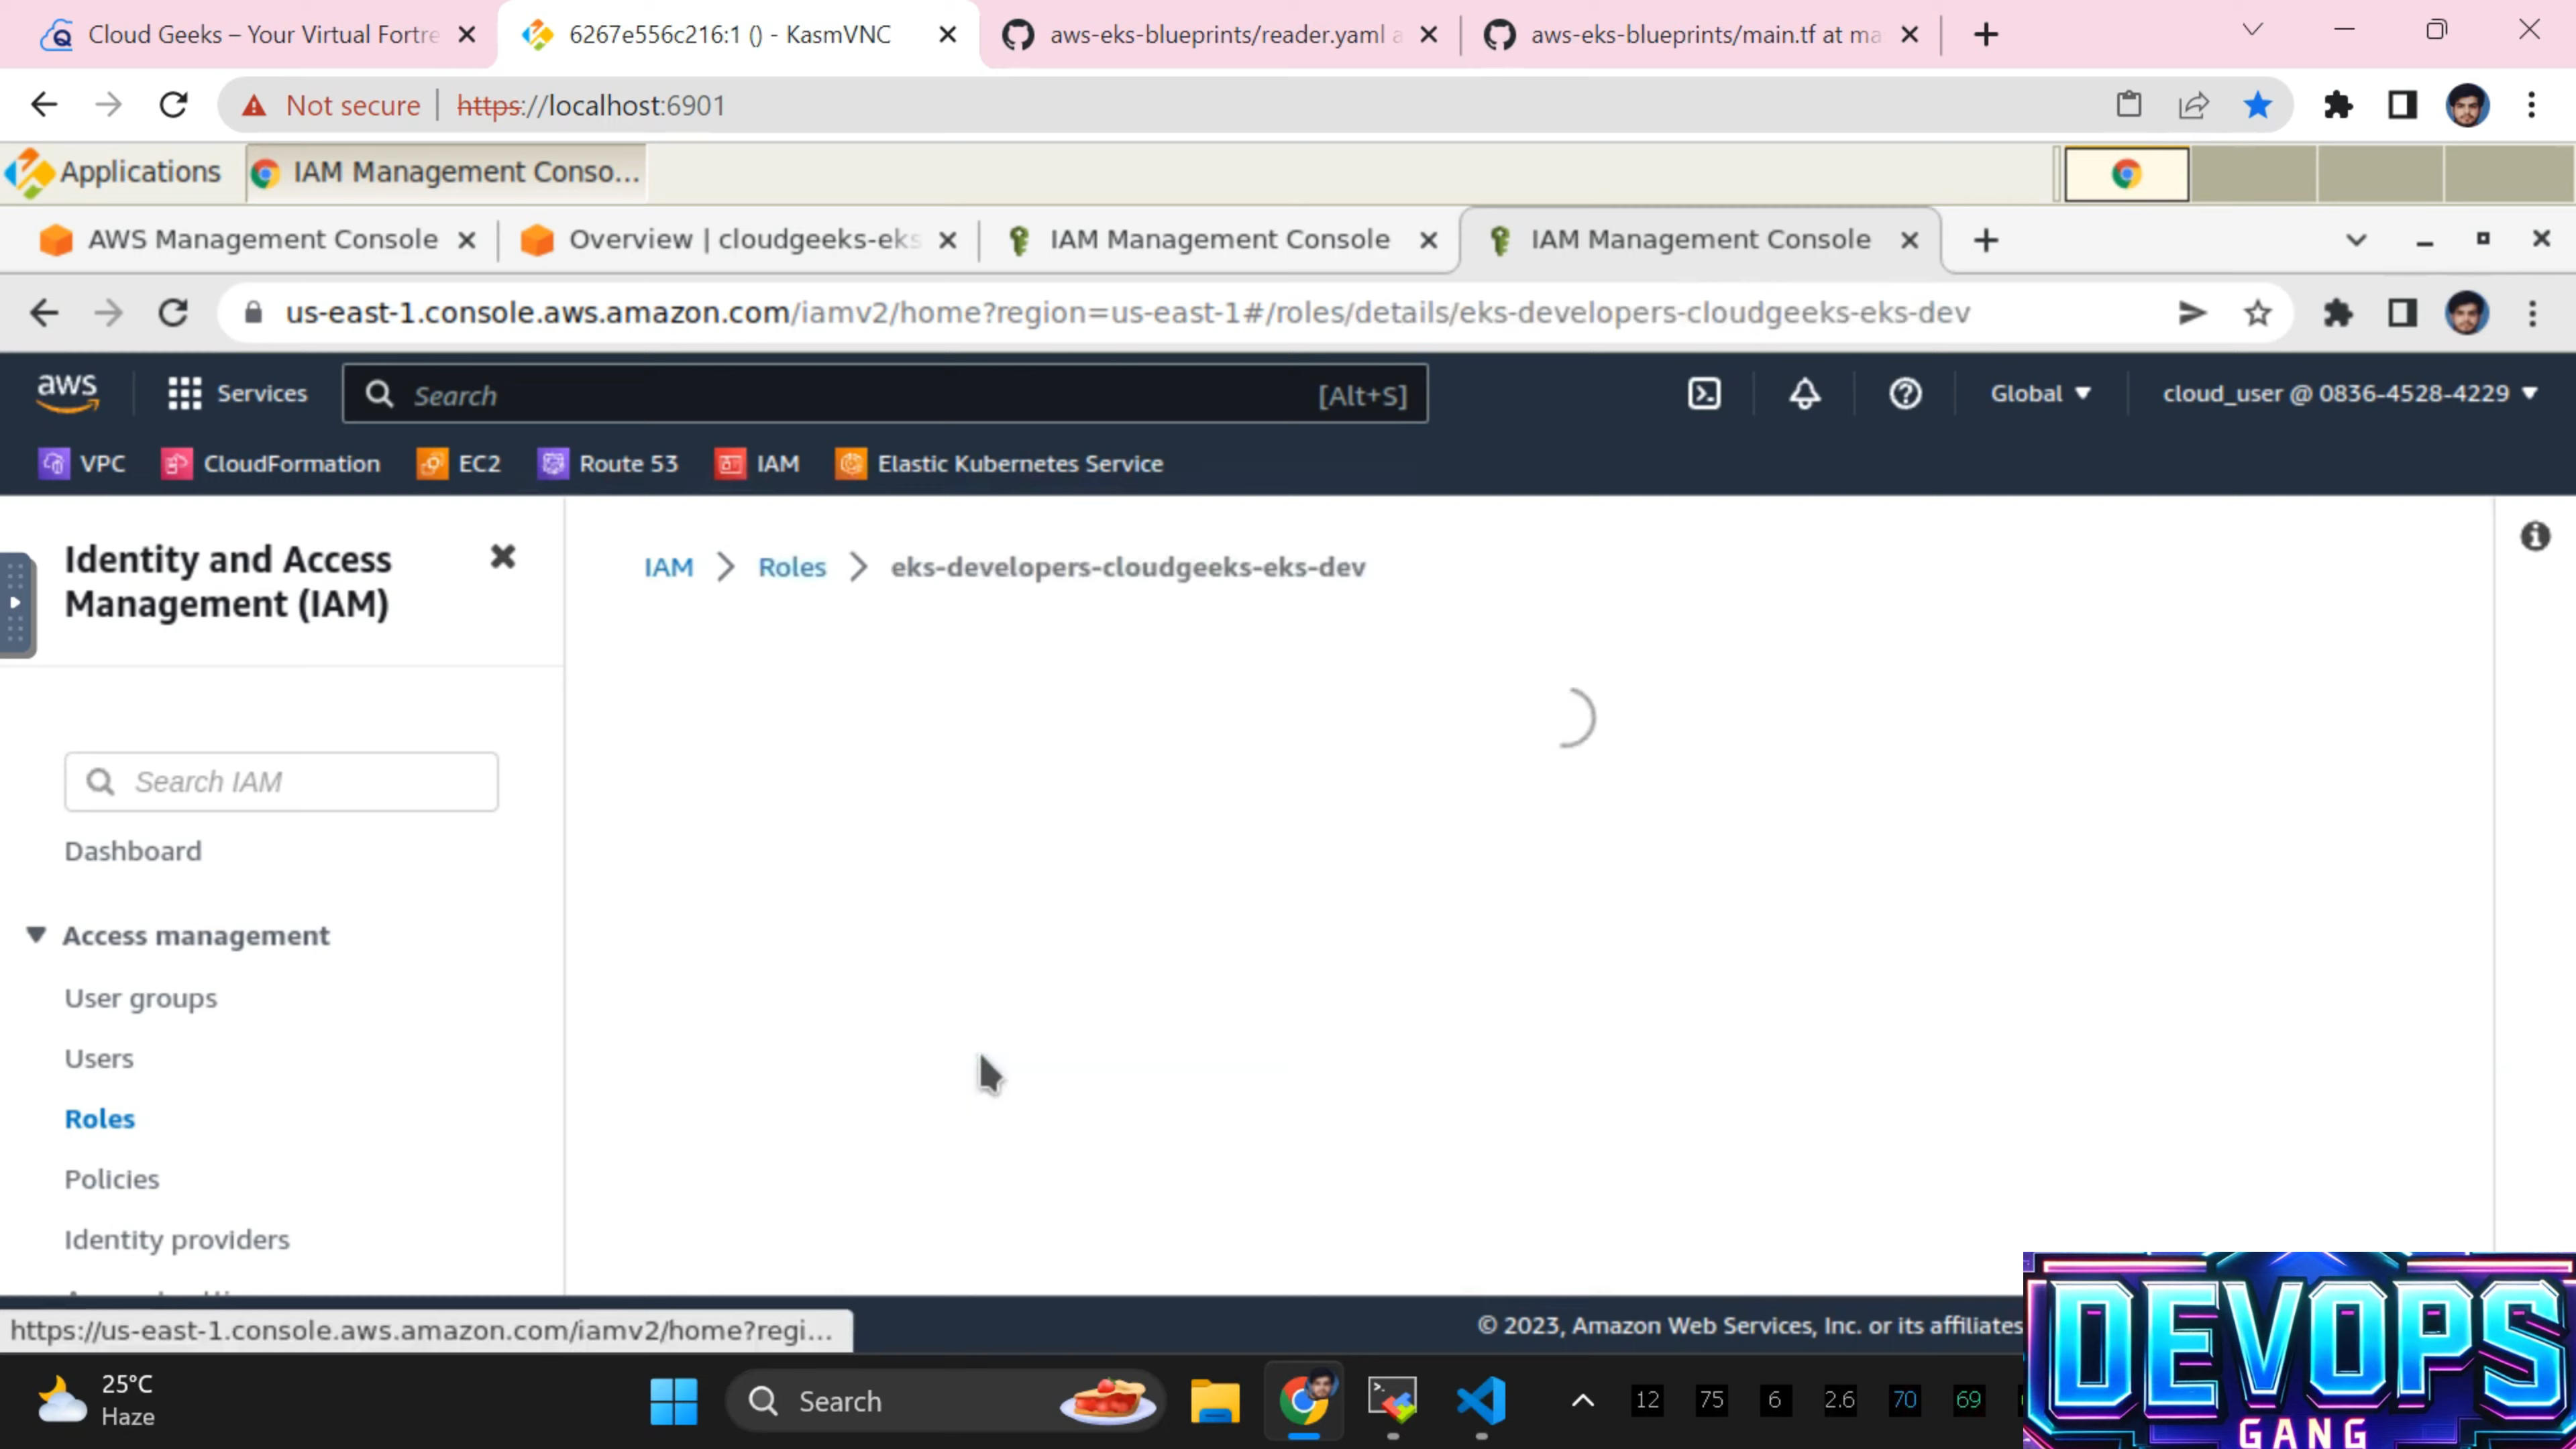 Cloud Geeks – Your Virtual Fortre
6267e556c216:1 () - KasmVNC
aws-eks-blueprints/reader.yaml a
aws-eks-blueprints/main.tf at ma
Not secure
https://localhost:6901
Applications
IAM Management Conso...
AWS Management Console
Overview | cloudgeeks-eks
IAM Management Console
IAM Management Console
us-east-1.console.aws.amazon.com/iamv2/home?region=us-east-1#/roles/details/eks-developers-cloudgeeks-eks-dev
aws
Services
Search
[Alt+S]
Global
cloud_user @ 0836-4528-4229
VPC
CloudFormation
EC2
Route 53
IAM
Elastic Kubernetes Service
Identity and Access
Management (IAM)
IAM
Roles
eks-developers-cloudgeeks-eks-dev
Search IAM
Dashboard
Access management
User groups
Users
Roles
Policies
Identity providers
https://us-east-1.console.aws.amazon.com/iamv2/home?regi...
© 2023, Amazon Web Services, Inc. or its affiliates
DEVOPS
GANG
25°C
Haze
Search
12
75
6
2.6
70
69